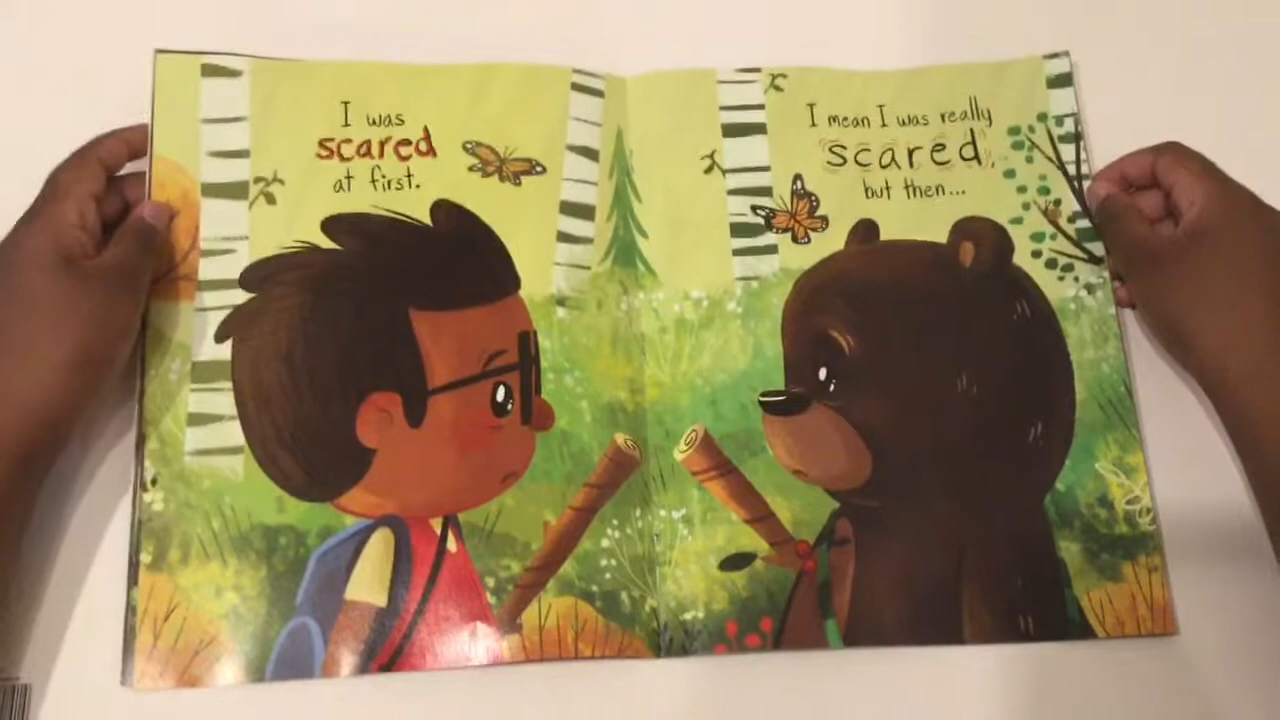 I was
scared
at first.
I mean I was really
scared,
but then...